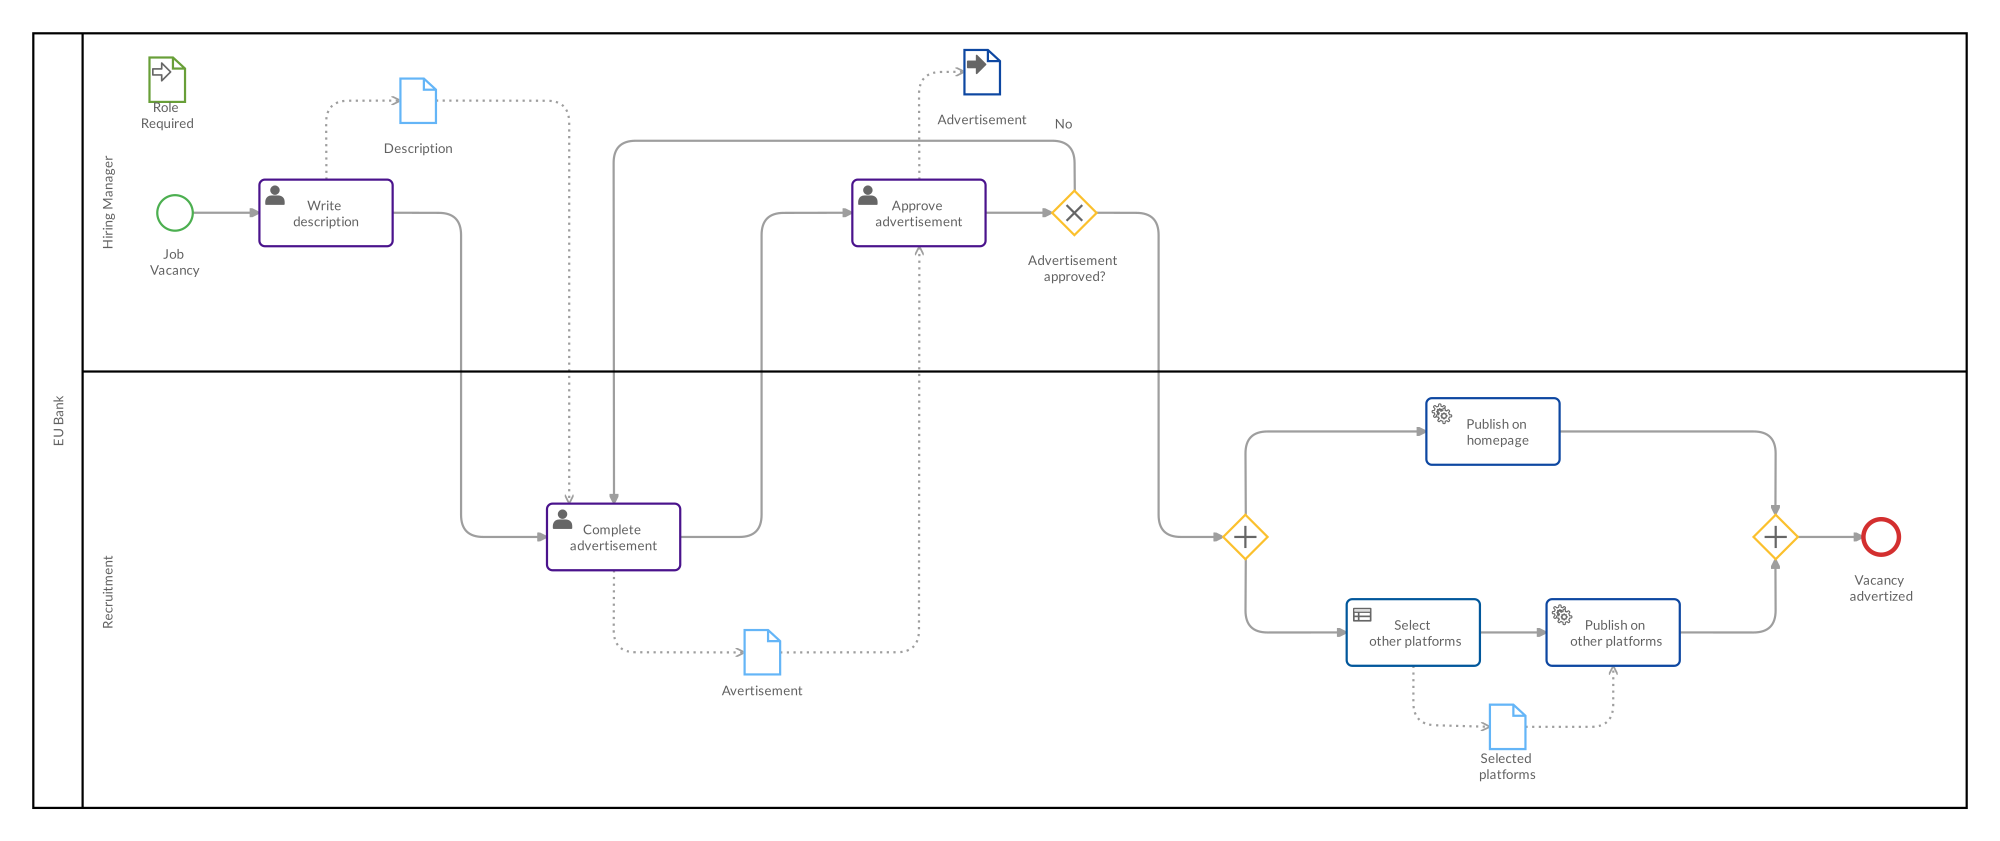 EU Bank
Hiring Manager
Role
Required
Job
Vacancy
Write
description
Description
Approve
advertisement
Advertisement
No
Advertisement
approved?
Recruitment
Complete
advertisement
Avertisement
Publish on
homepage
Select
other platforms
Publish on
other platforms
Selected
platforms
Vacancy
advertized